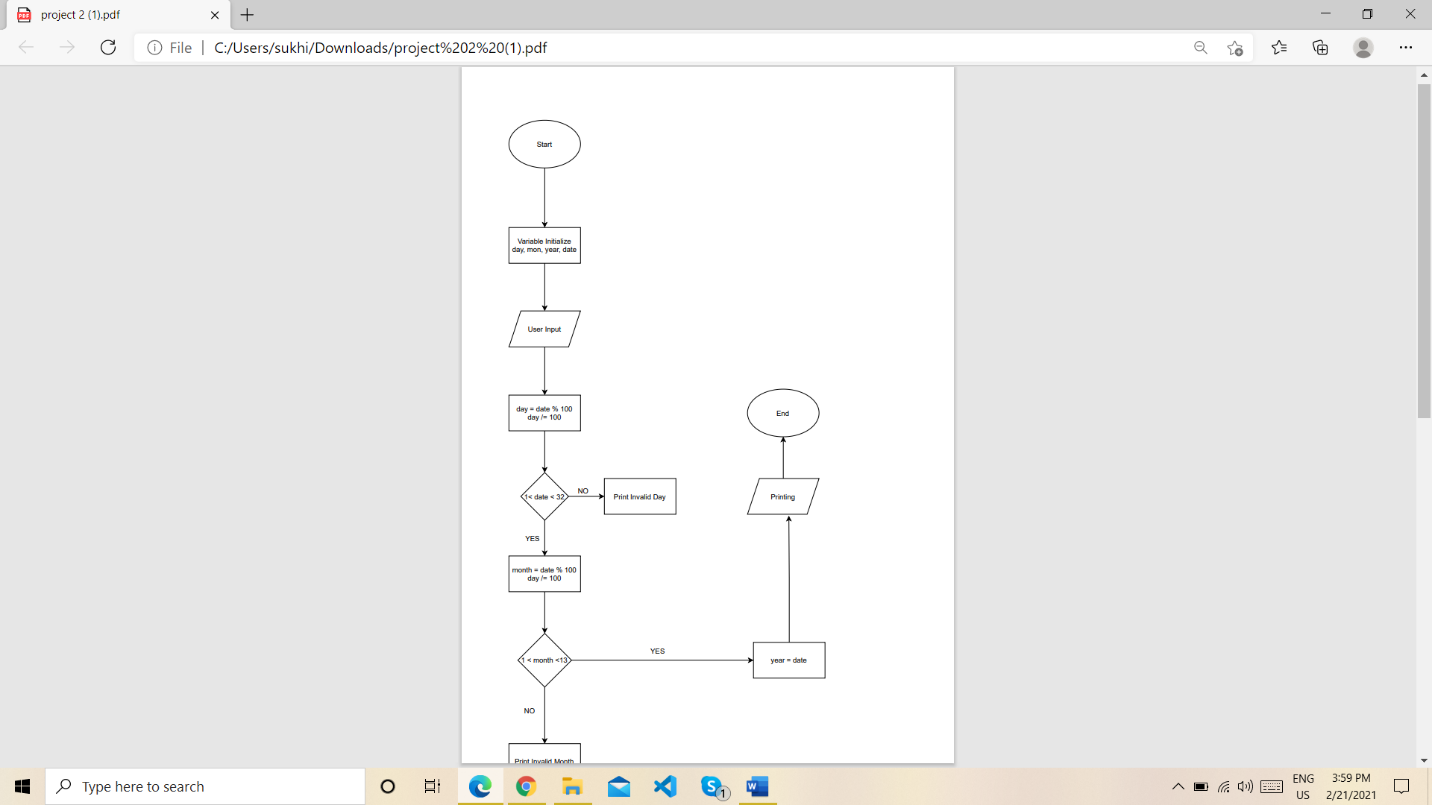 project 2 (1).pdf
File | C:/Users/sukhi/Downloads/project%202%20(1).pdf
Start
Variable Initialize
day, mon, year, date
User Input
day = date % 100
day /= 100
End
1< date < 32
NO
Print Invalid Day
Printing
YES
month = date % 100
day /= 100
1 < month <13
YES
year = date
NO
Print Invalid Month
Type here to search
1
ENG
US
3:59 PM
2/21/2021